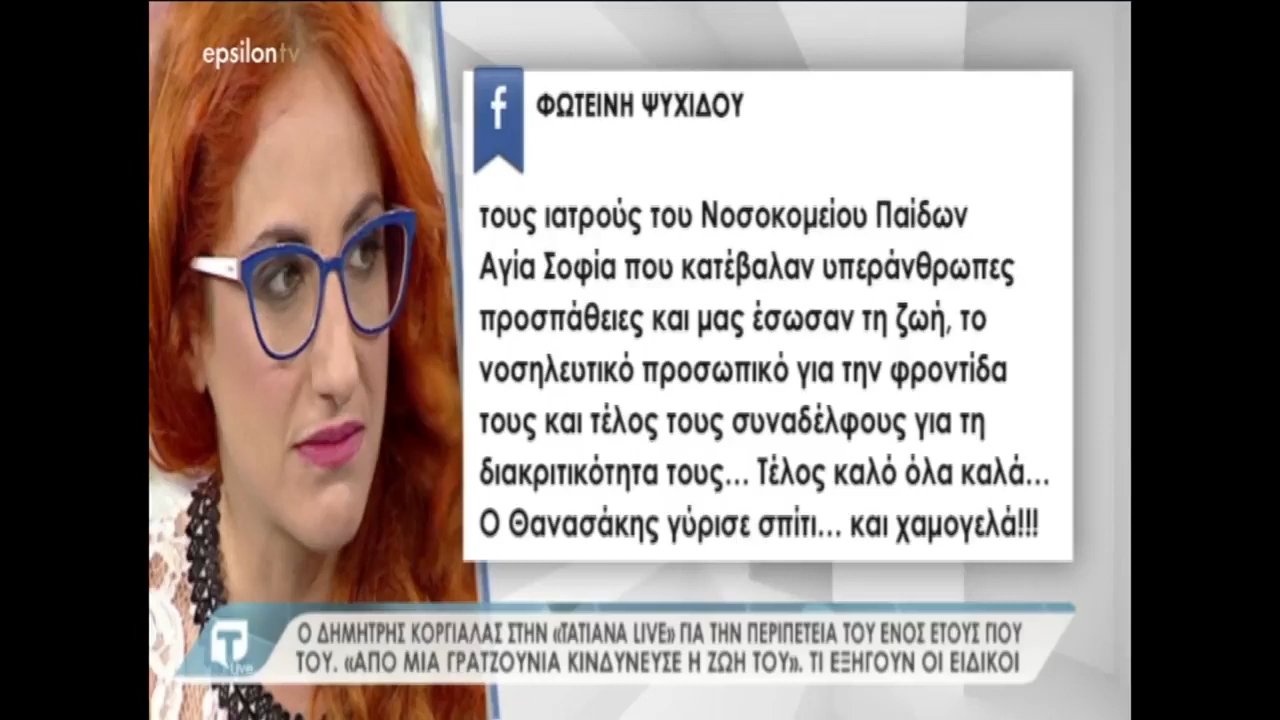 epsilontv
f
ΦΩΤΕΙΝΗ ΨΥΧΙΔΟΥ
τους ιατρούς του Νοσοκομείου Παίδων
Αγία Σοφία που κατέβαλαν υπεράνθρωπες
προσπάθειες και μας έσωσαν τη ζωή, το
νοσηλευτικό προσωπικό για την φροντίδα
τους και τέλος τους συναδέλφους για τη
διακριτικότητα τους... Τέλος καλό όλα καλά...
Ο Θανασάκης γύρισε σπίτι... και χαμογελά!!!
T Live
Ο ΔΗΜΗΤΡΗΣ ΚΟΡΓΙΑΛΑΣ ΣΤΗΝ «TATIANA LIVE» ΓΙΑ ΤΗΝ ΠΕΡΙΠΕΤΕΙΑ ΤΟΥ ΕΝΟΣ ΕΤΟΥΣ ΓΙΟΥ
ΤΟΥ. «ΑΠΟ ΜΙΑ ΓΡΑΤΖΟΥΝΙΑ ΚΙΝΔΥΝΕΥΣΕ Η ΖΩΗ ΤΟΥ». ΤΙ ΕΞΗΓΟΥΝ ΟΙ ΕΙΔΙΚΟΙ